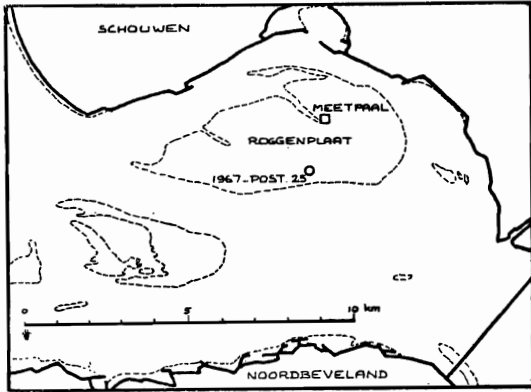 SCHOUWEN
MEETPAAL
ROGGENPLAAT
1967-POST. 25
0 5 10 km
NOORDBEVELAND